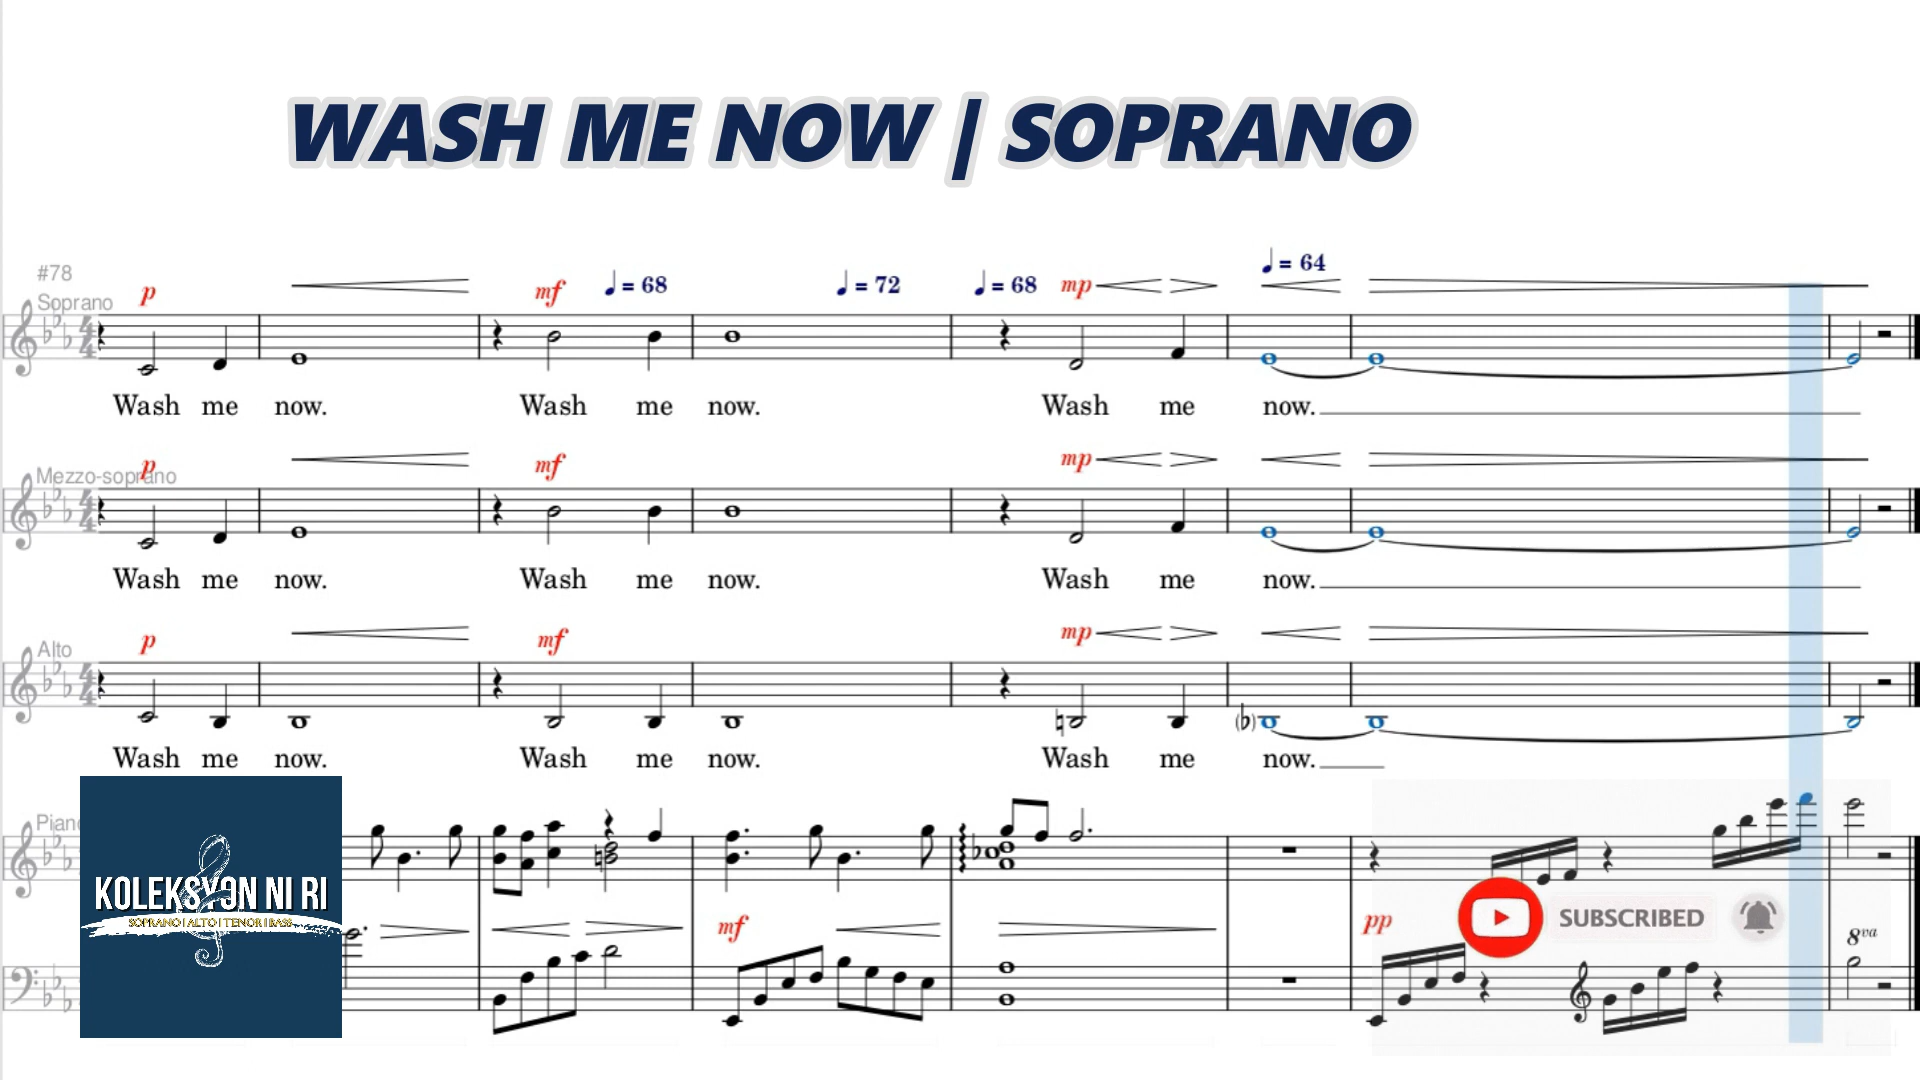 WASH ME NOW | SOPRANO
#78
Soprano
p
mf
♩ = 68
♩ = 72
♩ = 68
mp
♩ = 64
Wash me now. Wash me now. Wash me now.
Mezzo-soprano
p
mf
mp
Wash me now. Wash me now. Wash me now.
Alto
p
mf
mp
Wash me now. Wash me now. Wash me now.
Piano
mf
pp
8va
KOLEKSYON NI RI
SOPRANO | ALTO | TENOR | BASS
SUBSCRIBED